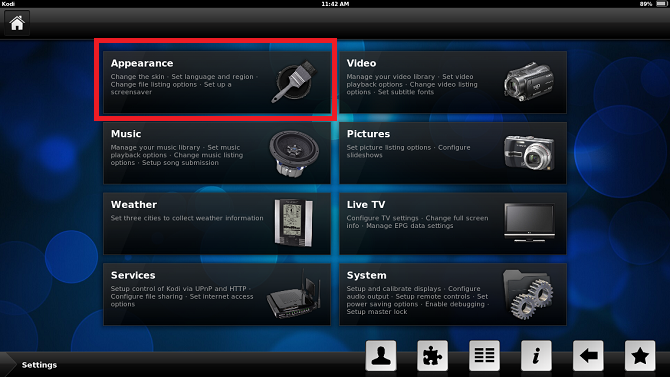 Kodi
11:42 AM
89%
Appearance
Change the skin · Set language and region ·
Change file listing options · Set up a
screensaver
Video
Manage your video library · Set video
playback options · Change video listing
options · Set subtitle fonts
Music
Manage your music library · Set music
playback options · Change music listing
options · Setup song submission
Pictures
Set picture listing options · Configure
slideshows
Weather
Set three cities to collect weather information
Live TV
Configure TV settings · Change full screen
info · Manage EPG data settings
Services
Setup control of Kodi via UPnP and HTTP ·
Configure file sharing · Set internet access
options
System
Setup and calibrate displays · Configure
audio output · Setup remote controls · Set
power saving options · Enable debugging ·
Setup master lock
Settings